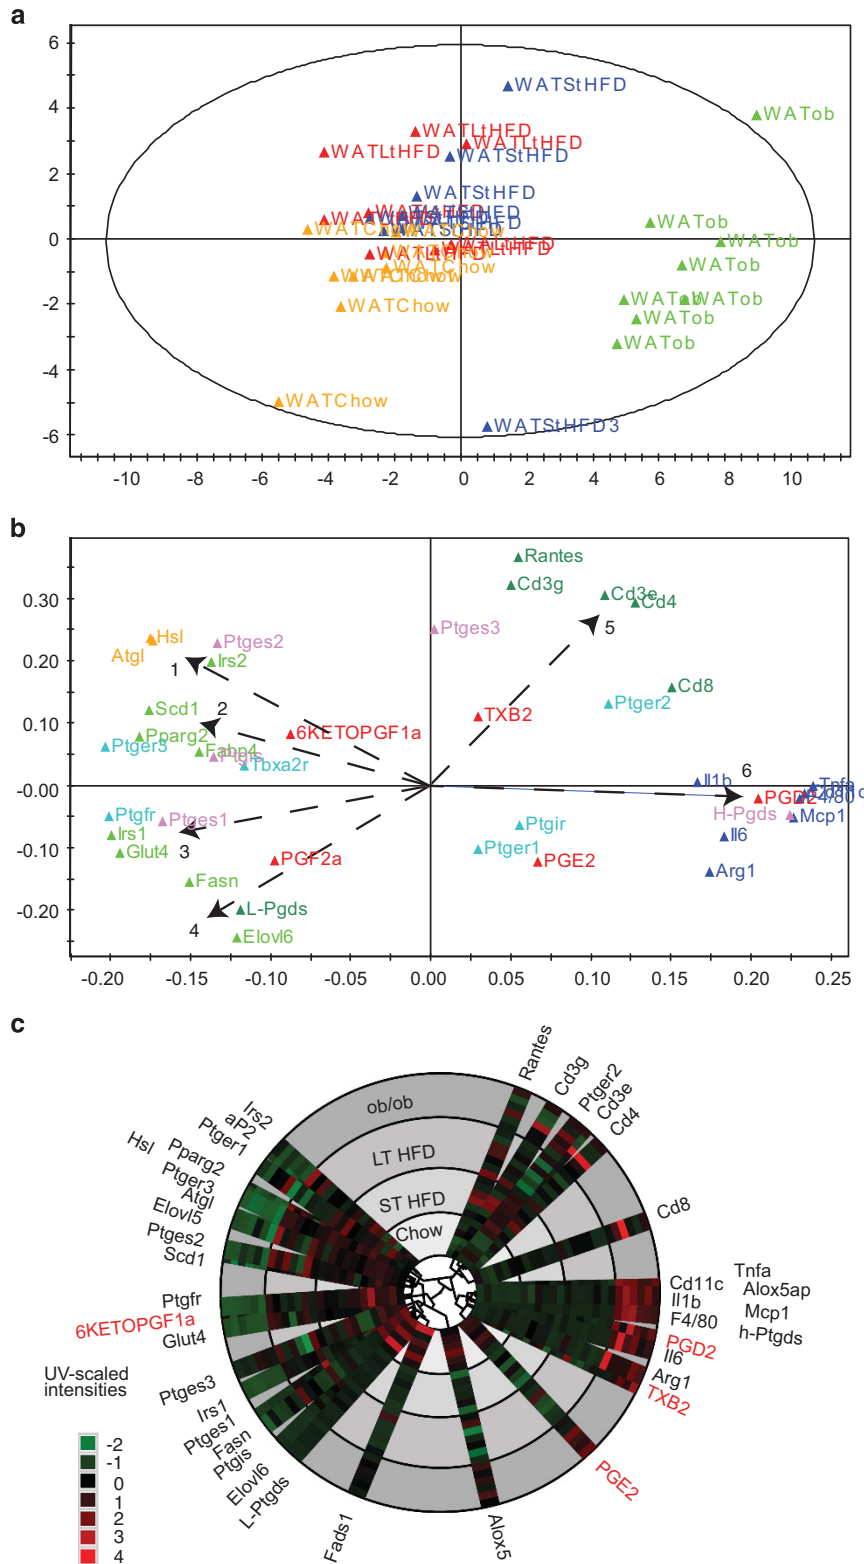 a
6
WATStHFD
4
WATob
WATLtHFD
WATLtHFD
WATLtHFD
WATStHFD
2
WATStHFD
WATob
0
WATob
WATChow
WATob
WATChow
WATob
WATob
-2
WATChow
WATob
WATob
-4
WATChow
WATStHFD3
-6
-10 -8 -6 -4 -2 0 2 4 6 8 10
b
Rantes
Cd3g
0.30
Cd3e
Cd4
Ptges3
5
Hsl
Ptges2
Atgl
1
Irs2
0.20
Cd8
Scd1
2
TXB2
Ptger2
0.10
Pparg2
6KETOPGF1a
Ptger3
Fabp4
Tbxa2r
6
-0.00
Il1b
Tnfa
PGD2
F4/80
Ptgfr
Ptges1
H-Pgds
Mcp1
Irs1
Ptgir
Il6
Glut4
3
Ptger1
-0.10
PGF2a
PGE2
Arg1
Fasn
L-Pgds
-0.20
4
Elovl6
-0.20 -0.15 -0.10 -0.05 0.00 0.05 0.10 0.15 0.20 0.25
c
Rantes
Cd3g
Ptger2
Cd3e
Cd4
Cd8
ob/ob
LT HFD
ST HFD
Chow
Irs2
aP2
Ptger1
Pparg2
Hsl
Ptger3
Atgl
Elovl5
Ptges2
Scd1
Ptgfr
6KETOPGF1a
Glut4
Ptges3
Irs1
Ptges1
Fasn
Ptgis
Elovl6
L-Ptgds
Fads1
Alox5
PGE2
Cd11c
Tnfa
Il1b
Alox5ap
F4/80
Mcp1
h-Ptgds
PGD2
Il6
Arg1
TXB2
UV-scaled
intensities
-2
-1
0
1
2
3
4